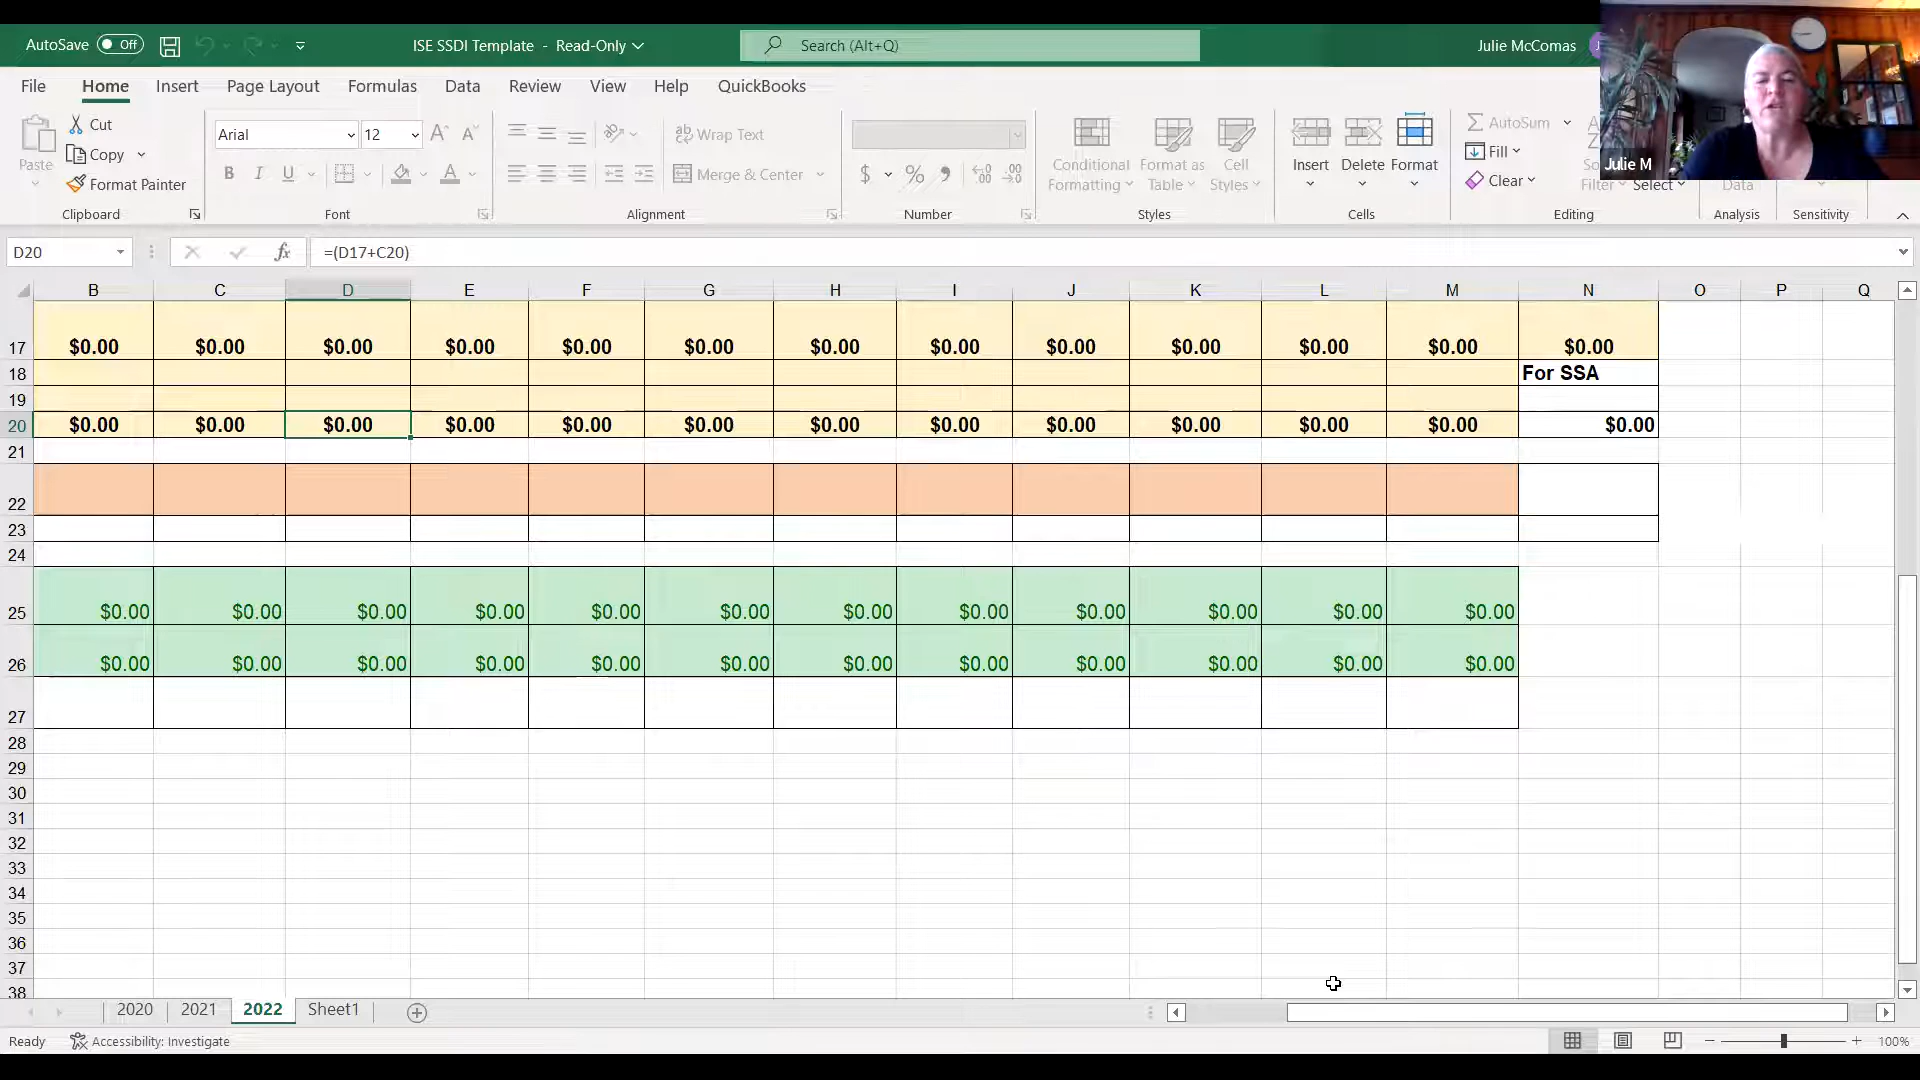 AutoSave Off ISE SSDI Template - Read-Only Search (Alt+Q) Julie McComas
File Home Insert Page Layout Formulas Data Review View Help QuickBooks
Paste Cut Copy Format Painter Clipboard
Arial 12 B I U A A A Font
Wrap Text Merge & Center Alignment
$ % Number
Conditional Formatting Format as Table Cell Styles Styles
Insert Delete Format Cells
AutoSum Fill Clear Filter Select Editing
Data Analysis Sensitivity
Julie M
D20 fx =(D17+C20)
B C D E F G H I J K L M N O P Q
17 $0.00 $0.00 $0.00 $0.00 $0.00 $0.00 $0.00 $0.00 $0.00 $0.00 $0.00 $0.00 $0.00
18 For SSA
19
20 $0.00 $0.00 $0.00 $0.00 $0.00 $0.00 $0.00 $0.00 $0.00 $0.00 $0.00 $0.00 $0.00
21
22
23
24
25 $0.00 $0.00 $0.00 $0.00 $0.00 $0.00 $0.00 $0.00 $0.00 $0.00 $0.00 $0.00
26 $0.00 $0.00 $0.00 $0.00 $0.00 $0.00 $0.00 $0.00 $0.00 $0.00 $0.00 $0.00
27
28
29
30
31
32
33
34
35
36
37
38
2020 2021 2022 Sheet1
Ready Accessibility: Investigate 100%